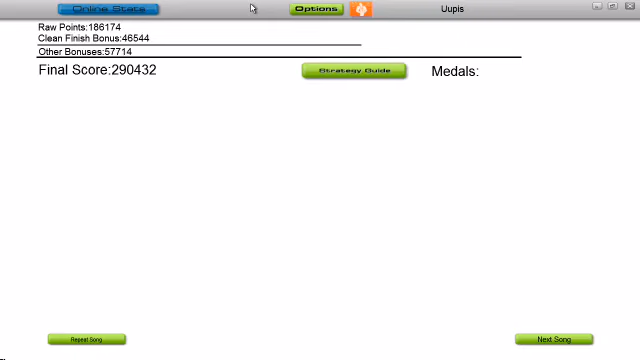 Online Stats Options Uupis
Raw Points:186174
Clean Finish Bonus:46544
Other Bonuses:57714
Final Score:290432 Strategy Guide Medals:
Repeat Song Next Song